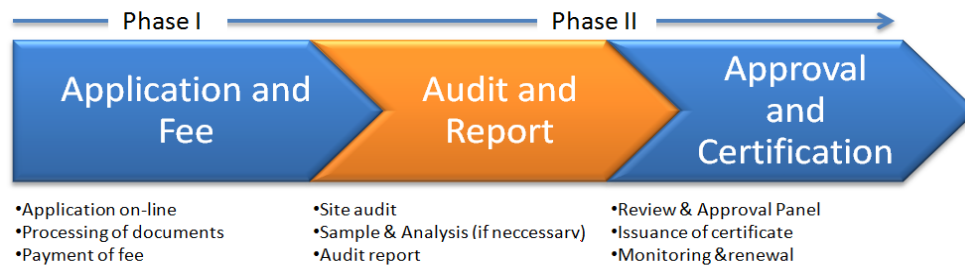 Phase I
Phase II
Application and
Fee
Audit and
Report
Approval
and
Certification
•Application on-line
•Processing of documents
•Payment of fee
•Site audit
•Sample & Analysis (if neccessary)
•Audit report
•Review & Approval Panel
•Issuance of certificate
•Monitoring &renewal